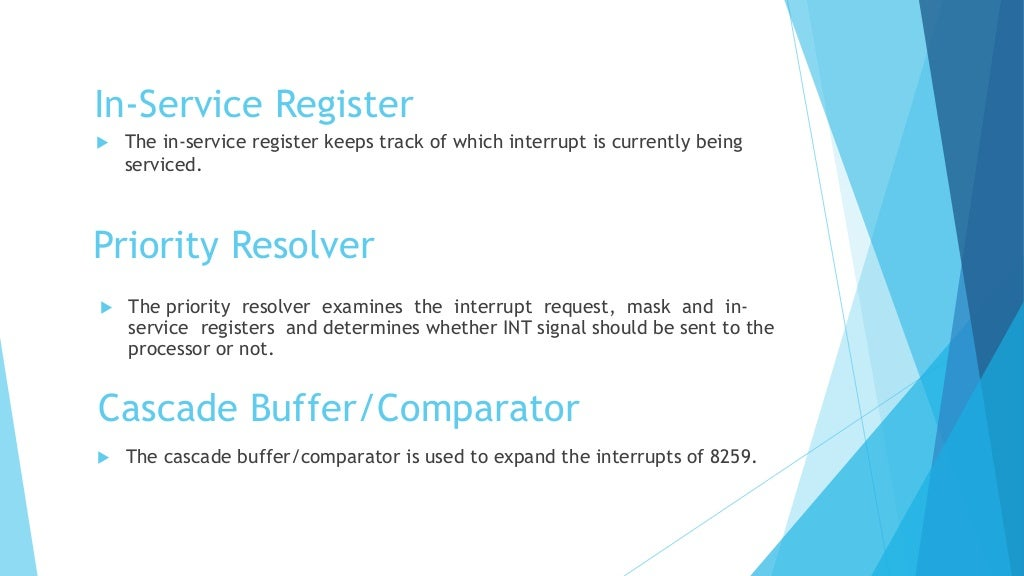 In-Service Register
The in-service register keeps track of which interrupt is currently being
serviced.
Priority Resolver
The priority resolver examines the interrupt request, mask and in-
service registers and determines whether INT signal should be sent to the
processor or not.
Cascade Buffer/Comparator
The cascade buffer/comparator is used to expand the interrupts of 8259.